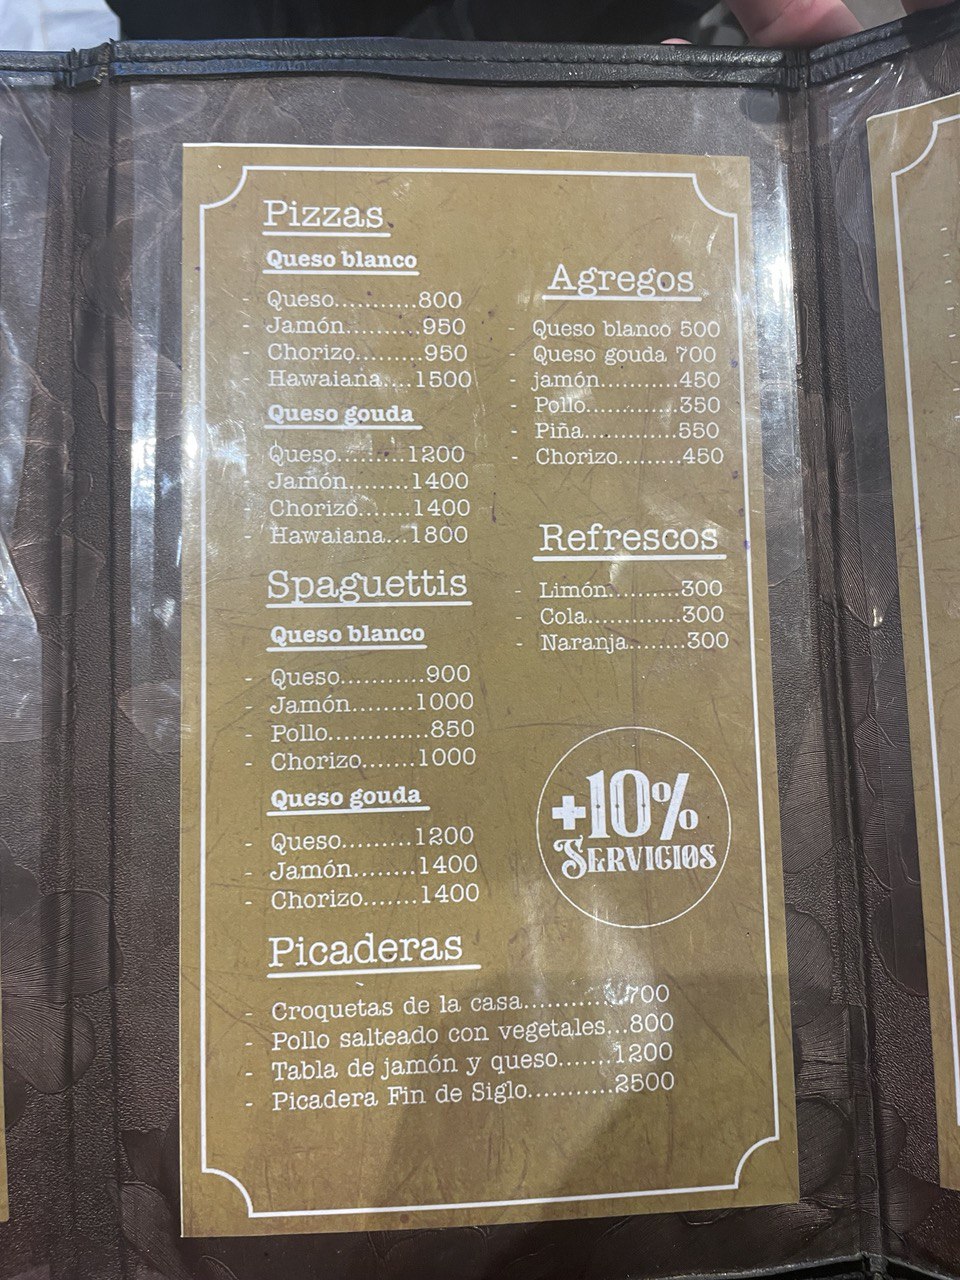 Pizzas
Queso blanco
- Queso...........800
- Jamón..........950
- Chorizo.........950
- Hawaiana....1500
Queso gouda
- Queso.........1200
- Jamón........1400
- Chorizo.......1400
- Hawaiana...1800
Spaguettis
Queso blanco
- Queso...........900
- Jamón........1000
- Pollo.............850
- Chorizo.......1000
Queso gouda
- Queso.........1200
- Jamón........1400
- Chorizo.......1400
Picaderas
- Croquetas de la casa............700
- Pollo salteado con vegetales...800
- Tabla de jamón y queso.......1200
- Picadera Fin de Siglo..........2500
Agregos
- Queso blanco 500
- Queso gouda 700
- jamón...........450
- Pollo.............350
- Piña.............550
- Chorizo.........450
Refrescos
- Limón..........300
- Cola.............300
- Naranja........300
+10%
SERVICIOS